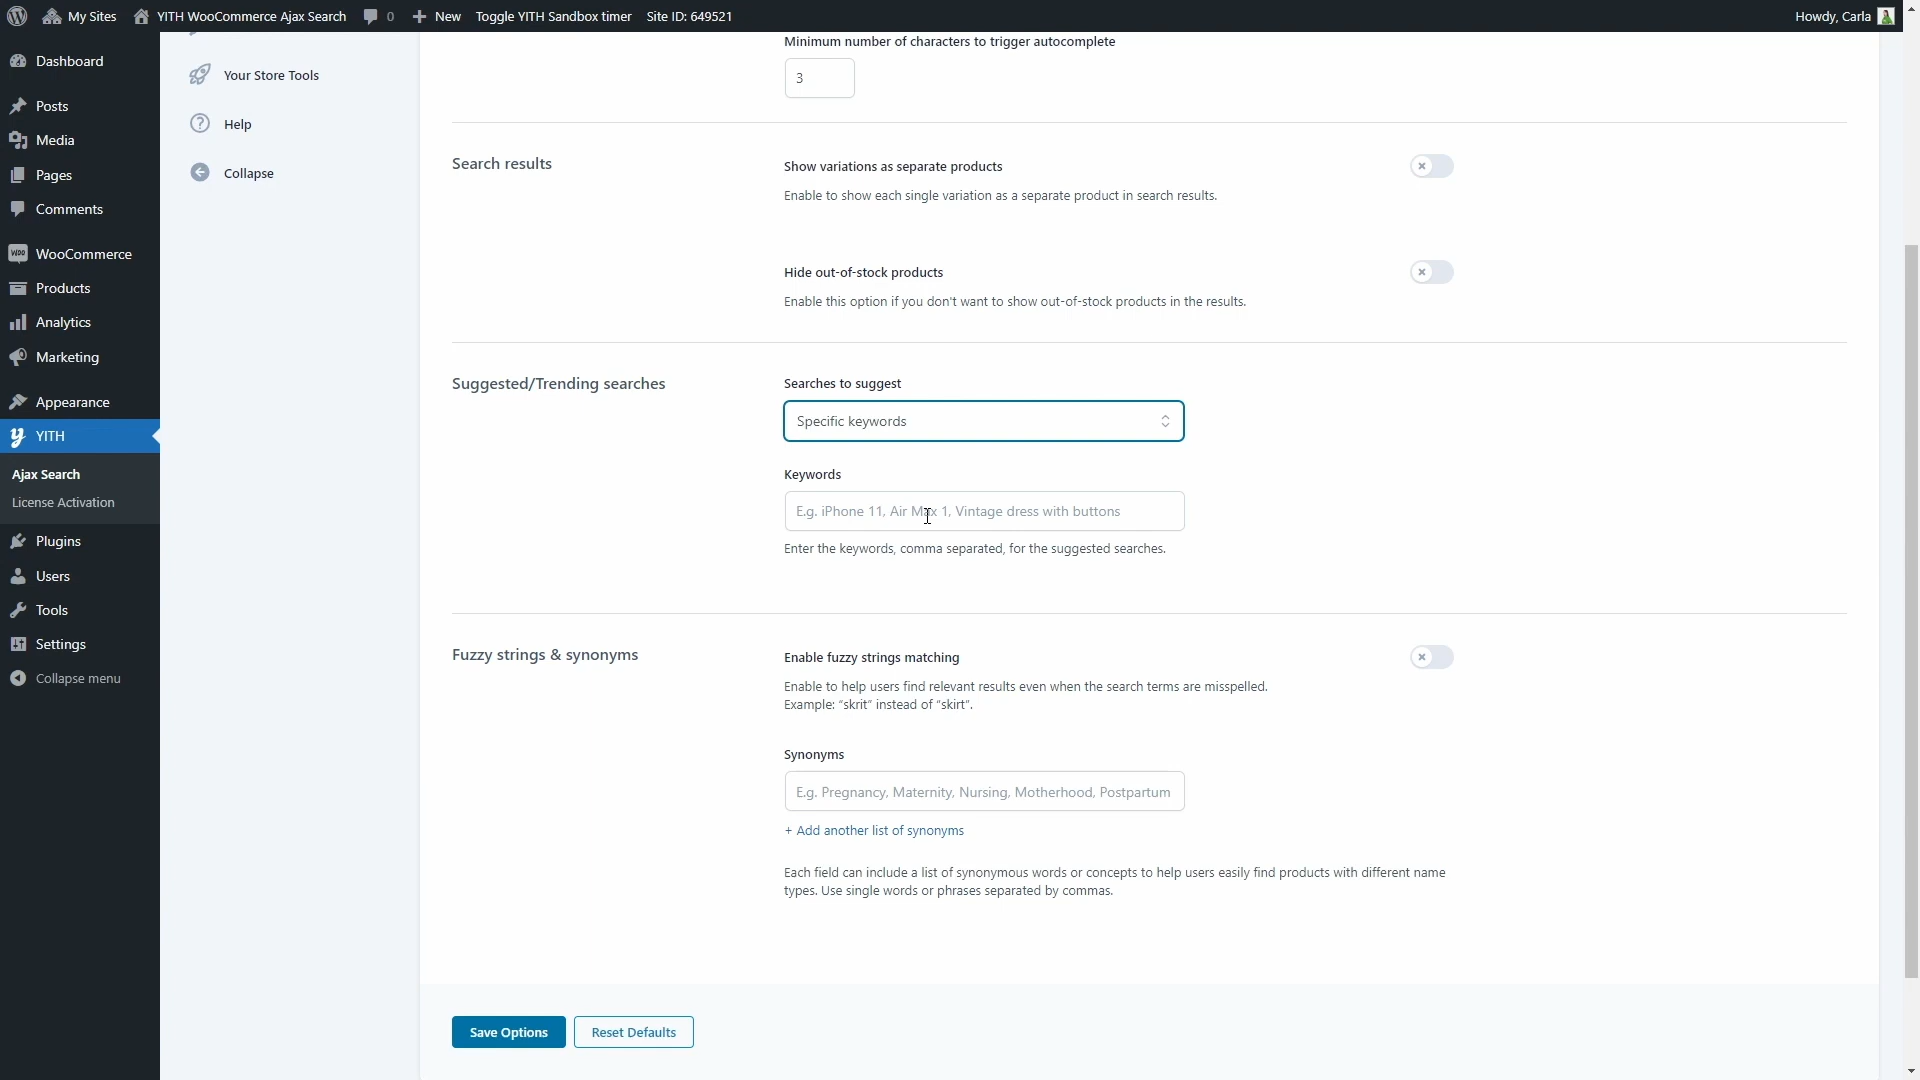 My Sites
YITH WooCommerce Ajax Search
0
New
Toggle YITH Sandbox timer
Site ID: 649521
Howdy, Carla
Dashboard
Posts
Media
Pages
Comments
WooCommerce
Products
Analytics
Marketing
Appearance
YITH
Ajax Search
License Activation
Plugins
Users
Tools
Settings
Collapse menu
Your Store Tools
Help
Collapse
Minimum number of characters to trigger autocomplete
3
Search results
Show variations as separate products
Enable to show each single variation as a separate product in search results.
Hide out-of-stock products
Enable this option if you don't want to show out-of-stock products in the results.
Suggested/Trending searches
Searches to suggest
Specific keywords
Keywords
E.g. iPhone 11, Air Max 1, Vintage dress with buttons
Enter the keywords, comma separated, for the suggested searches.
Fuzzy strings & synonyms
Enable fuzzy strings matching
Enable to help users find relevant results even when the search terms are misspelled.
Example: “skrit” instead of “skirt”.
Synonyms
E.g. Pregnancy, Maternity, Nursing, Motherhood, Postpartum
+ Add another list of synonyms
Each field can include a list of synonymous words or concepts to help users easily find products with different name
types. Use single words or phrases separated by commas.
Save Options
Reset Defaults